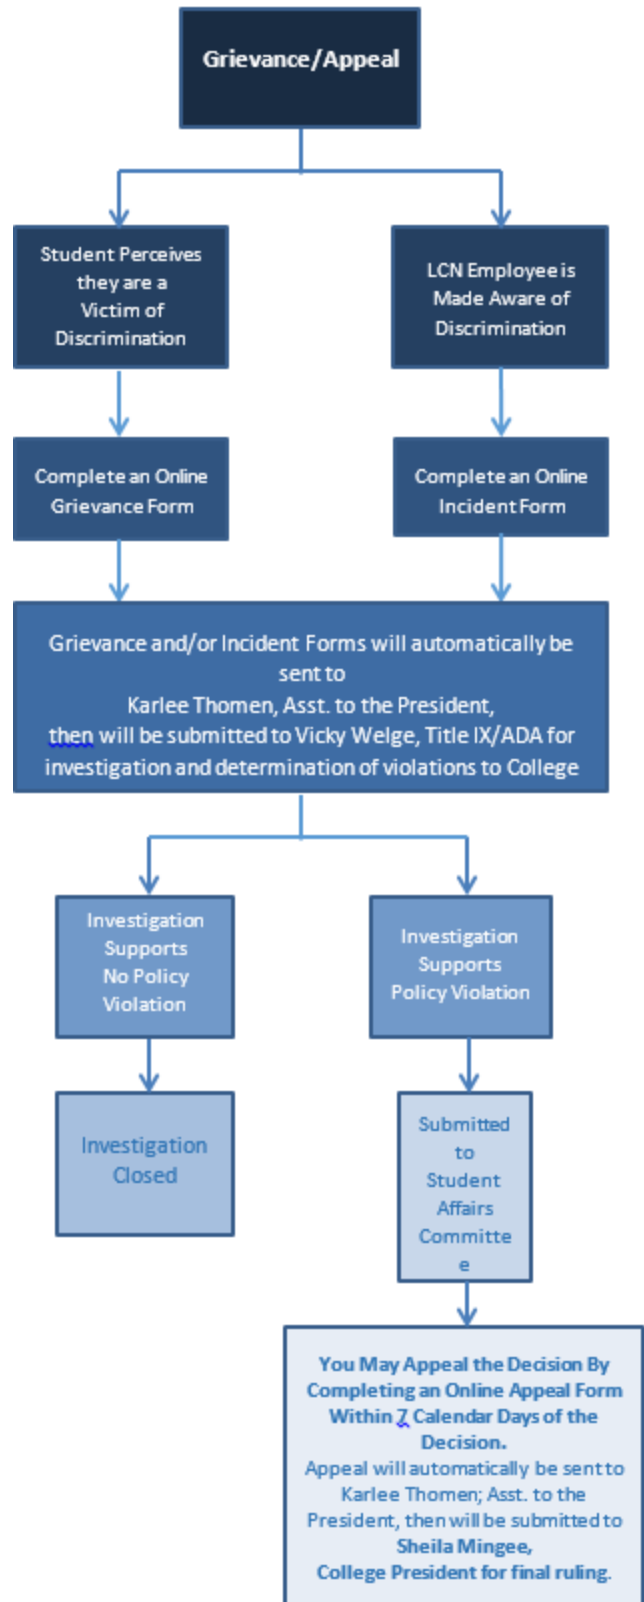 Grievance/Appeal
Student Perceives
they are a
Victim of
Discrimination
LCN Employee is
Made Aware of
Discrimination
Complete an Online
Grievance Form
Complete an Online
Incident Form
Grievance and/or Incident Forms will automatically be
sent to
Karlee Thomen, Asst. to the President,
then will be submitted to Vicky Welge, Title IX/ADA for
investigation and determination of violations to College
Investigation
Supports
No Policy
Violation
Investigation
Supports
Policy Violation
Investigation
Closed
Submitted
to
Student
Affairs
Committe
e
You May Appeal the Decision By
Completing an Online Appeal Form
Within 7 Calendar Days of the
Decision.
Appeal will automatically be sent to
Karlee Thomen; Asst. to the
President, then will be submitted to
Sheila Mingee,
College President for final ruling.